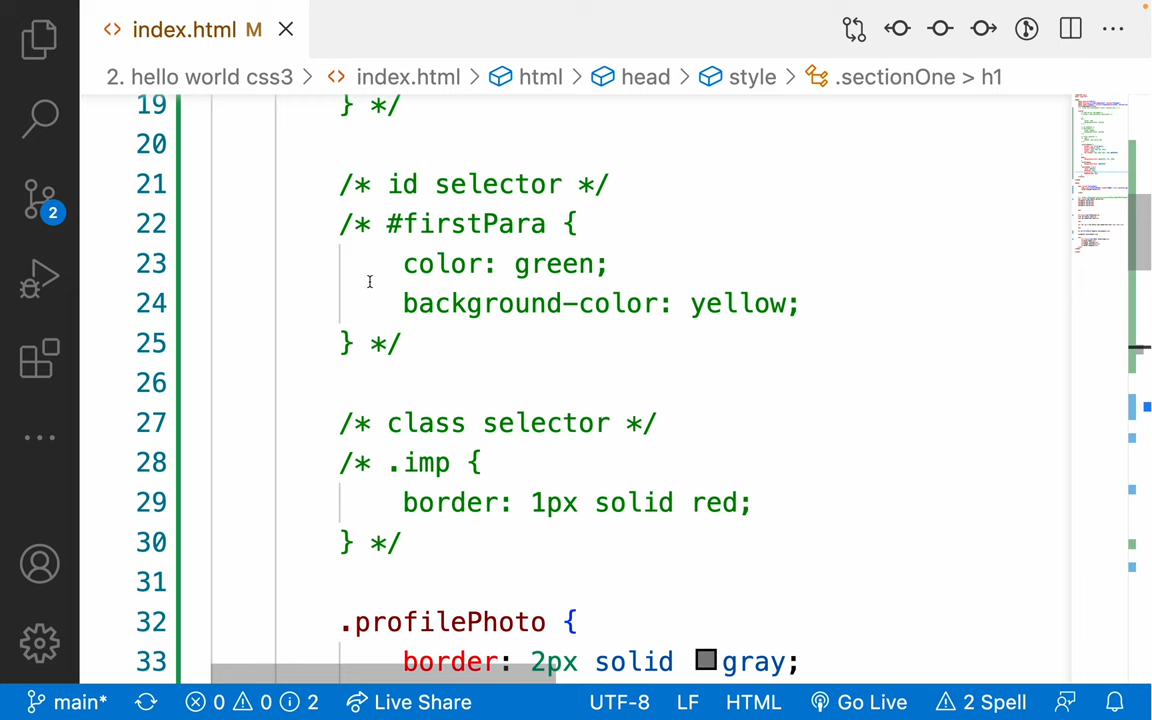 index.html M
2. hello world css3 > index.html > html > head > style > .sectionOne > h1
19 } */
20
21 /* id selector */
22 /* #firstPara {
23 color: green;
24 background-color: yellow;
25 } */
26
27 /* class selector */
28 /* .imp {
29 border: 1px solid red;
30 } */
31
32 .profilePhoto {
33 border: 2px solid gray;
2
main* 0 0 2 Live Share UTF-8 LF HTML Go Live 2 Spell